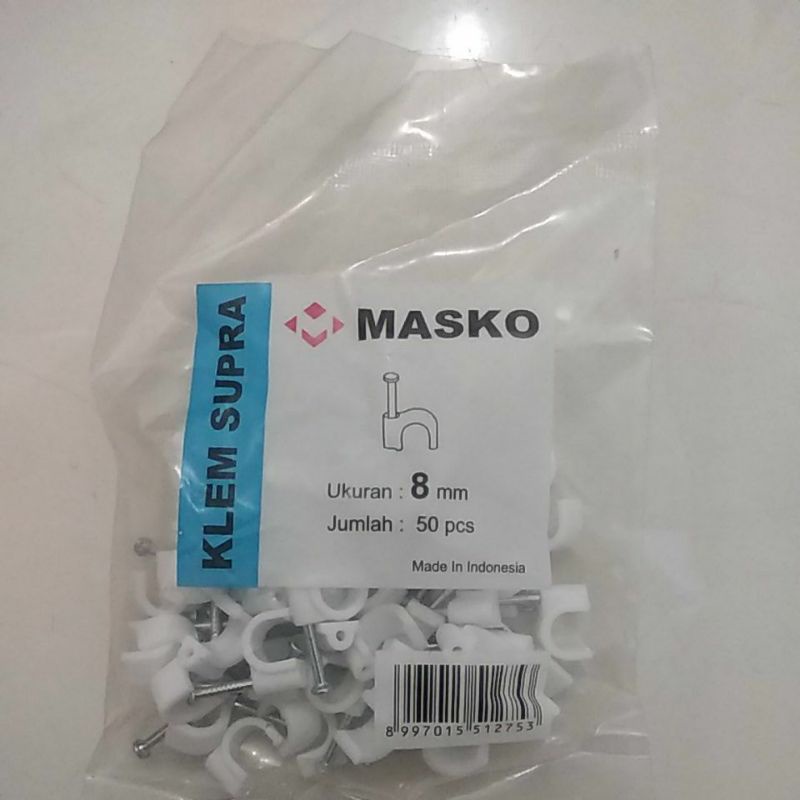 KLEM SUPRA
MASKO
Ukuran : 8 mm
Jumlah : 50 pcs
Made In Indonesia
8 997015 512753